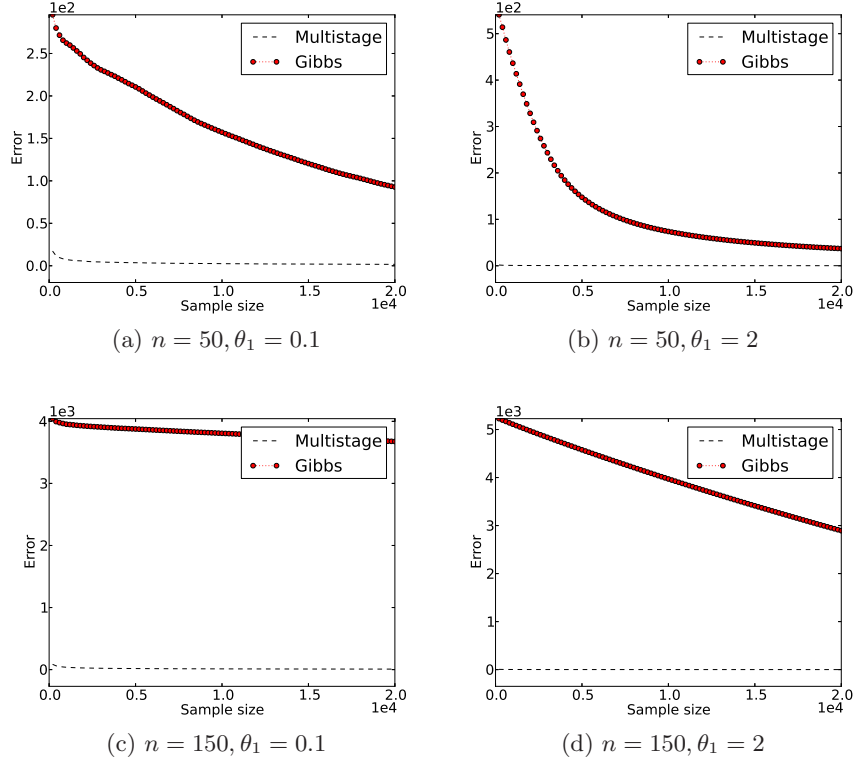 1e2
2.5
2.0
1.5
1.0
0.5
0.0
Error
0.0
0.5
1.0
1.5
2.0
1e4
Sample size
Multistage
Gibbs
(a) n = 50, θ₁ = 0.1
1e2
5
4
3
2
1
0
Error
0.0
0.5
1.0
1.5
2.0
1e4
Sample size
Multistage
Gibbs
(b) n = 50, θ₁ = 2
1e3
4
3
2
1
0
Error
0.0
0.5
1.0
1.5
2.0
1e4
Sample size
Multistage
Gibbs
(c) n = 150, θ₁ = 0.1
1e3
5
4
3
2
1
0
Error
0.0
0.5
1.0
1.5
2.0
1e4
Sample size
Multistage
Gibbs
(d) n = 150, θ₁ = 2